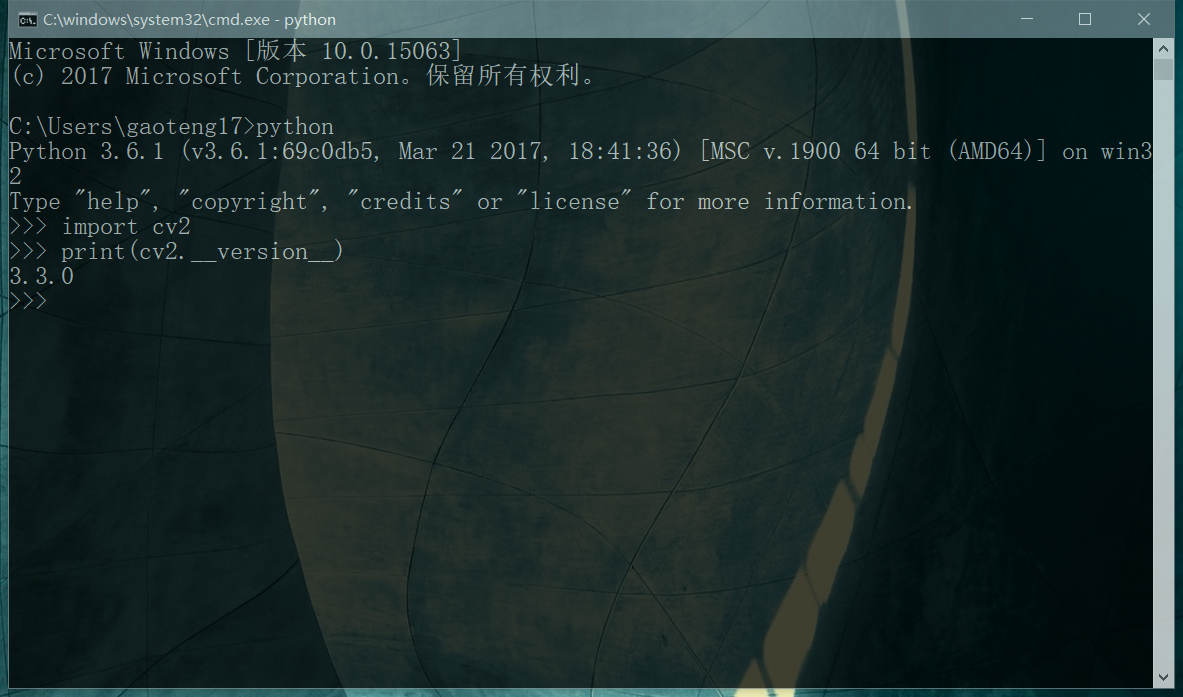 C:\windows\system32\cmd.exe - python
Microsoft Windows [版本 10.0.15063]
(c) 2017 Microsoft Corporation。保留所有权利。
C:\Users\gaoteng17>python
Python 3.6.1 (v3.6.1:69c0db5, Mar 21 2017, 18:41:36) [MSC v.1900 64 bit (AMD64)] on win3
2
Type "help", "copyright", "credits" or "license" for more information.
>>> import cv2
>>> print(cv2.__version__)
3.3.0
>>>